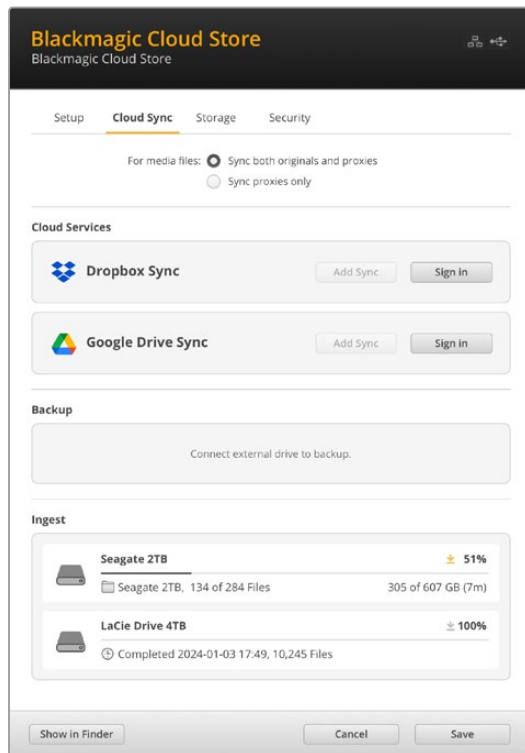 Blackmagic Cloud Store
Blackmagic Cloud Store
Setup Cloud Sync Storage Security
For media files: Sync both originals and proxies
Sync proxies only
Cloud Services
Dropbox Sync Add Sync Sign in
Google Drive Sync Add Sync Sign in
Backup
Connect external drive to backup.
Ingest
Seagate 2TB 51%
Seagate 2TB, 134 of 284 Files 305 of 607 GB (7m)
LaCie Drive 4TB 100%
Completed 2024-01-03 17:49, 10,245 Files
Show in Finder Cancel Save